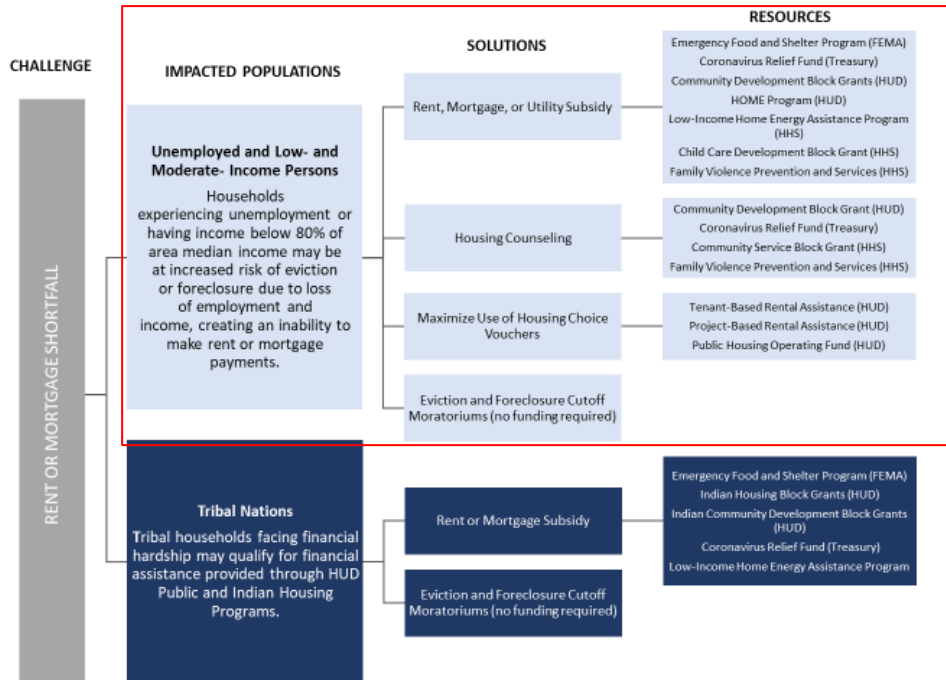 CHALLENGE
IMPACTED POPULATIONS
SOLUTIONS
RESOURCES
RENT OR MORTGAGE SHORTFALL
Unemployed and Low- and
Moderate- Income Persons
Households
experiencing unemployment or
having income below 80% of
area median income may be
at increased risk of eviction
or foreclosure due to loss
of employment and
income, creating an inability to
make rent or mortgage
payments.
Rent, Mortgage, or Utility Subsidy
Emergency Food and Shelter Program (FEMA)
Coronavirus Relief Fund (Treasury)
Community Development Block Grants (HUD)
HOME Program (HUD)
Low-Income Home Energy Assistance Program
(HHS)
Child Care Development Block Grant (HHS)
Family Violence Prevention and Services (HHS)
Housing Counseling
Community Development Block Grant (HUD)
Coronavirus Relief Fund (Treasury)
Community Service Block Grant (HHS)
Family Violence Prevention and Services (HHS)
Maximize Use of Housing Choice
Vouchers
Tenant-Based Rental Assistance (HUD)
Project-Based Rental Assistance (HUD)
Public Housing Operating Fund (HUD)
Eviction and Foreclosure Cutoff
Moratoriums (no funding required)
Tribal Nations
Tribal households facing financial
hardship may qualify for financial
assistance provided through HUD
Public and Indian Housing
Programs.
Rent or Mortgage Subsidy
Emergency Food and Shelter Program (FEMA)
Indian Housing Block Grants (HUD)
Indian Community Development Block Grants
(HUD)
Coronavirus Relief Fund (Treasury)
Low-Income Home Energy Assistance Program
Eviction and Foreclosure Cutoff
Moratoriums (no funding required)